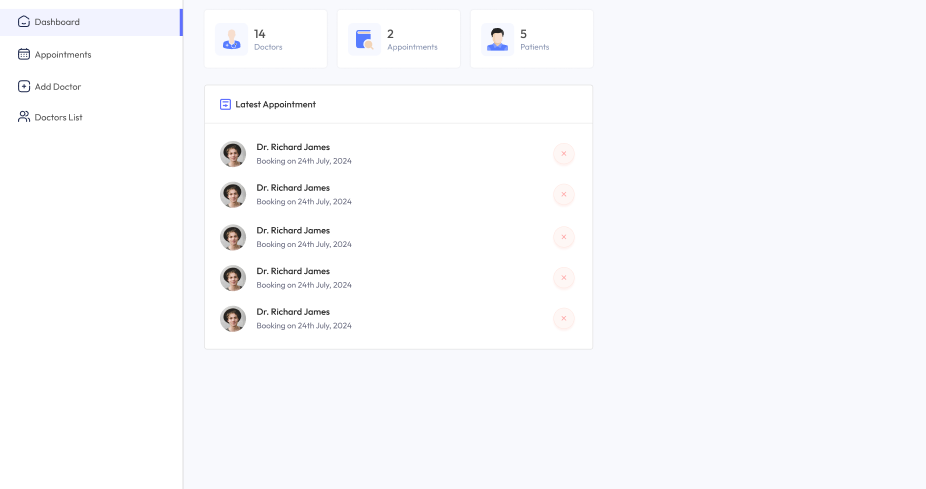 Dashboard
Appointments
Add Doctor
Doctors List
14
Doctors
2
Appointments
5
Patients
Latest Appointment
Dr. Richard James
Booking on 24th July, 2024
Dr. Richard James
Booking on 24th July, 2024
Dr. Richard James
Booking on 24th July, 2024
Dr. Richard James
Booking on 24th July, 2024
Dr. Richard James
Booking on 24th July, 2024